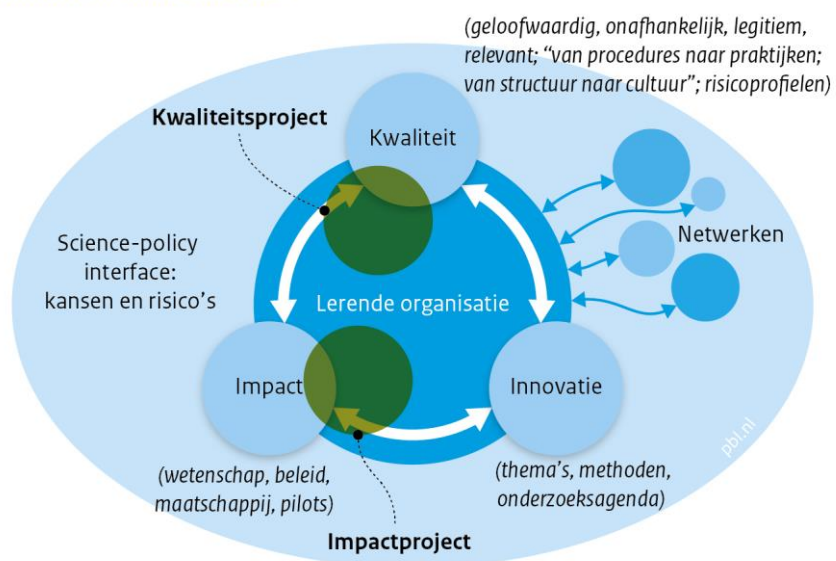 (geloofwaardig, onafhankelijk, legitiem,
relevant; “van procedures naar praktijken;
van structuur naar cultuur”; risicoprofielen)
Kwaliteitsproject
Kwaliteit
Netwerken
Science-policy
interface:
kansen en risico’s
Lerende organisatie
Impact
Innovatie
pbl.nl
(wetenschap, beleid,
maatschappij, pilots)
(thema’s, methoden,
onderzoeksagenda)
Impactproject